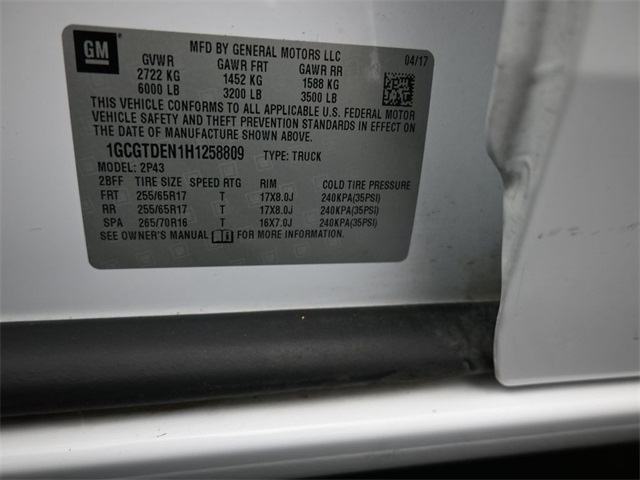 GM
MFD BY GENERAL MOTORS LLC
04/17
GVWR GAWR FRT GAWR RR
2722 KG 1452 KG 1588 KG
6000 LB 3200 LB 3500 LB
THIS VEHICLE CONFORMS TO ALL APPLICABLE U.S. FEDERAL MOTOR
VEHICLE SAFETY AND THEFT PREVENTION STANDARDS IN EFFECT ON
THE DATE OF MANUFACTURE SHOWN ABOVE.
1GCGTDEN1H1258809 TYPE: TRUCK
MODEL: 2P43
2BFF TIRE SIZE SPEED RTG RIM COLD TIRE PRESSURE
FRT 255/65R17 T 17X8.0J 240KPA(35PSI)
RR 255/65R17 T 17X8.0J 240KPA(35PSI)
SPA 265/70R16 T 16X7.0J 240KPA(35PSI)
SEE OWNER'S MANUAL FOR MORE INFORMATION.